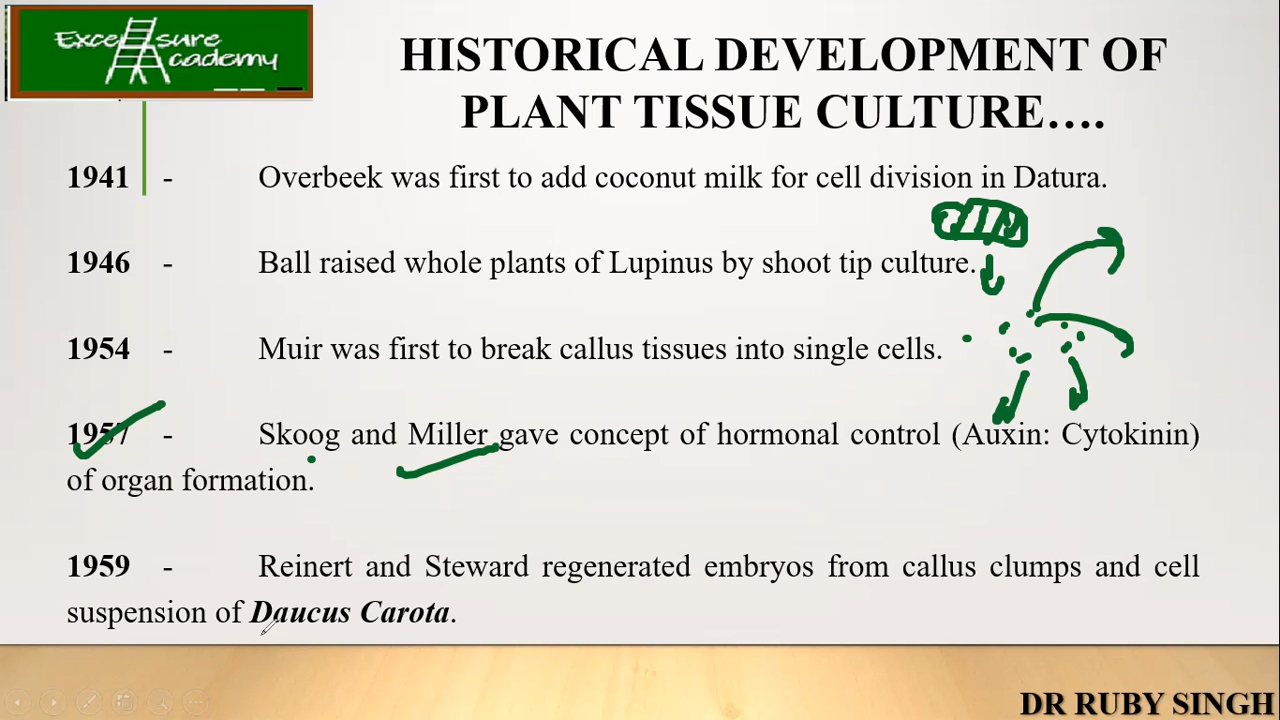 Excel sure
Academy
HISTORICAL DEVELOPMENT OF
PLANT TISSUE CULTURE….
1941 - Overbeek was first to add coconut milk for cell division in Datura.
1946 - Ball raised whole plants of Lupinus by shoot tip culture.
1954 - Muir was first to break callus tissues into single cells.
1957 - Skoog and Miller gave concept of hormonal control (Auxin: Cytokinin)
of organ formation.
1959 - Reinert and Steward regenerated embryos from callus clumps and cell
suspension of Daucus Carota.
DR RUBY SINGH